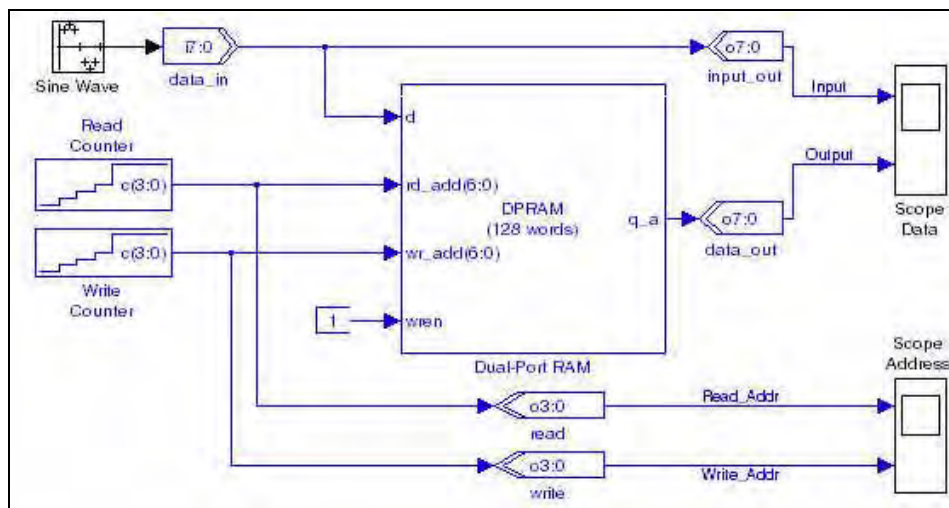 i7:0
data_in
Sine Wave
o7:0
input_out
Input
Read
Counter
c(3:0)
d
rd_add(6:0)
DPRAM
(128 words)
q_a
Output
o7:0
data_out
Scope
Data
c(3:0)
Write
Counter
wr_add(6:0)
1
wren
Dual-Port RAM
Scope
Address
o3:0
read
Read_Addr
o3:0
write
Write_Addr